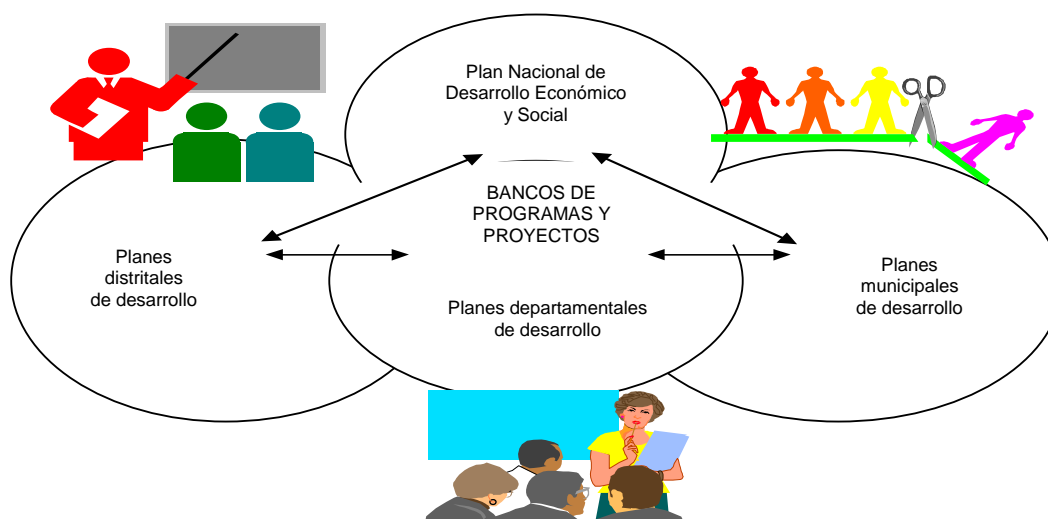 Plan Nacional de
Desarrollo Económico
y Social
BANCOS DE
PROGRAMAS Y
PROYECTOS
Planes
distritales
de desarrollo
Planes departamentales
de desarrollo
Planes
municipales
de desarrollo